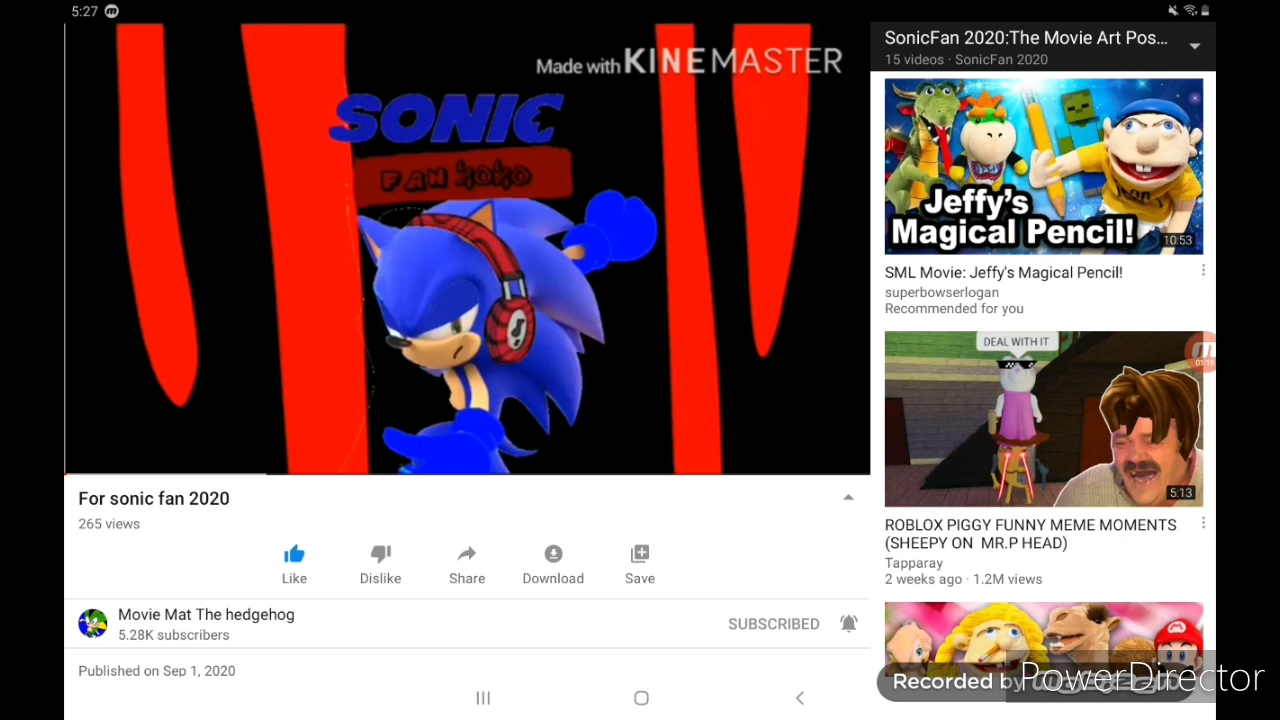 5:27
Made with KINEMASTER
SONIC
FAN 2020
SonicFan 2020:The Movie Art Pos...
15 videos · SonicFan 2020
Jeffy's
Magical Pencil!
10:53
SML Movie: Jeffy's Magical Pencil!
superbowserlogan
Recommended for you
DEAL WITH IT
01:19
5:13
ROBLOX PIGGY FUNNY MEME MOMENTS
(SHEEPY ON MR.P HEAD)
Tapparay
2 weeks ago · 1.2M views
For sonic fan 2020
265 views
Like
Dislike
Share
Download
Save
Movie Mat The hedgehog
5.28K subscribers
SUBSCRIBED
Published on Sep 1, 2020
Recorded by
PowerDirector